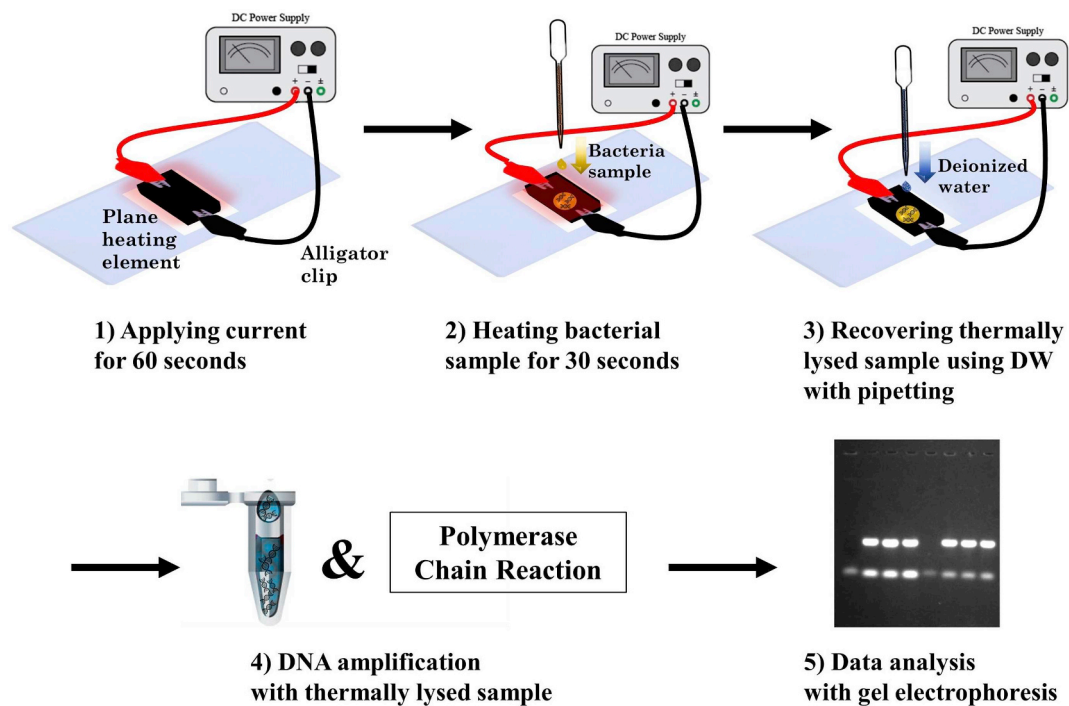 DC Power Supply
+ − ±
Plane
heating
element
Alligator
clip
1) Applying current
for 60 seconds
DC Power Supply
+ − ±
Bacteria
sample
2) Heating bacterial
sample for 30 seconds
DC Power Supply
+ − ±
Deionized
water
3) Recovering thermally
lysed sample using DW
with pipetting
&
Polymerase
Chain Reaction
4) DNA amplification
with thermally lysed sample
5) Data analysis
with gel electrophoresis